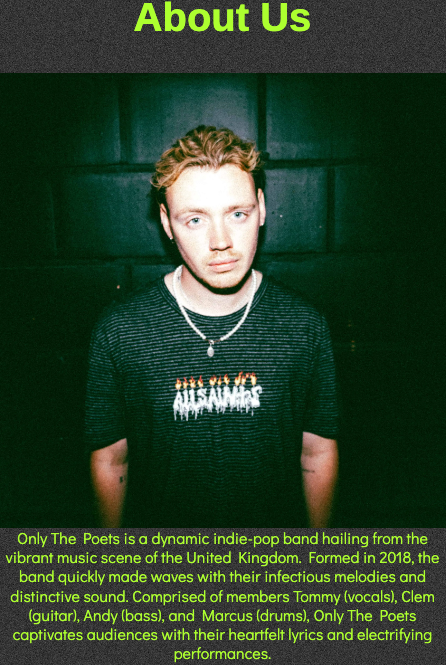 About Us
ALLSAINTS
Only The Poets is a dynamic indie-pop band hailing from the
vibrant music scene of the United Kingdom. Formed in 2018, the
band quickly made waves with their infectious melodies and
distinctive sound. Comprised of members Tommy (vocals), Clem
(guitar), Andy (bass), and Marcus (drums), Only The Poets
captivates audiences with their heartfelt lyrics and electrifying
performances.